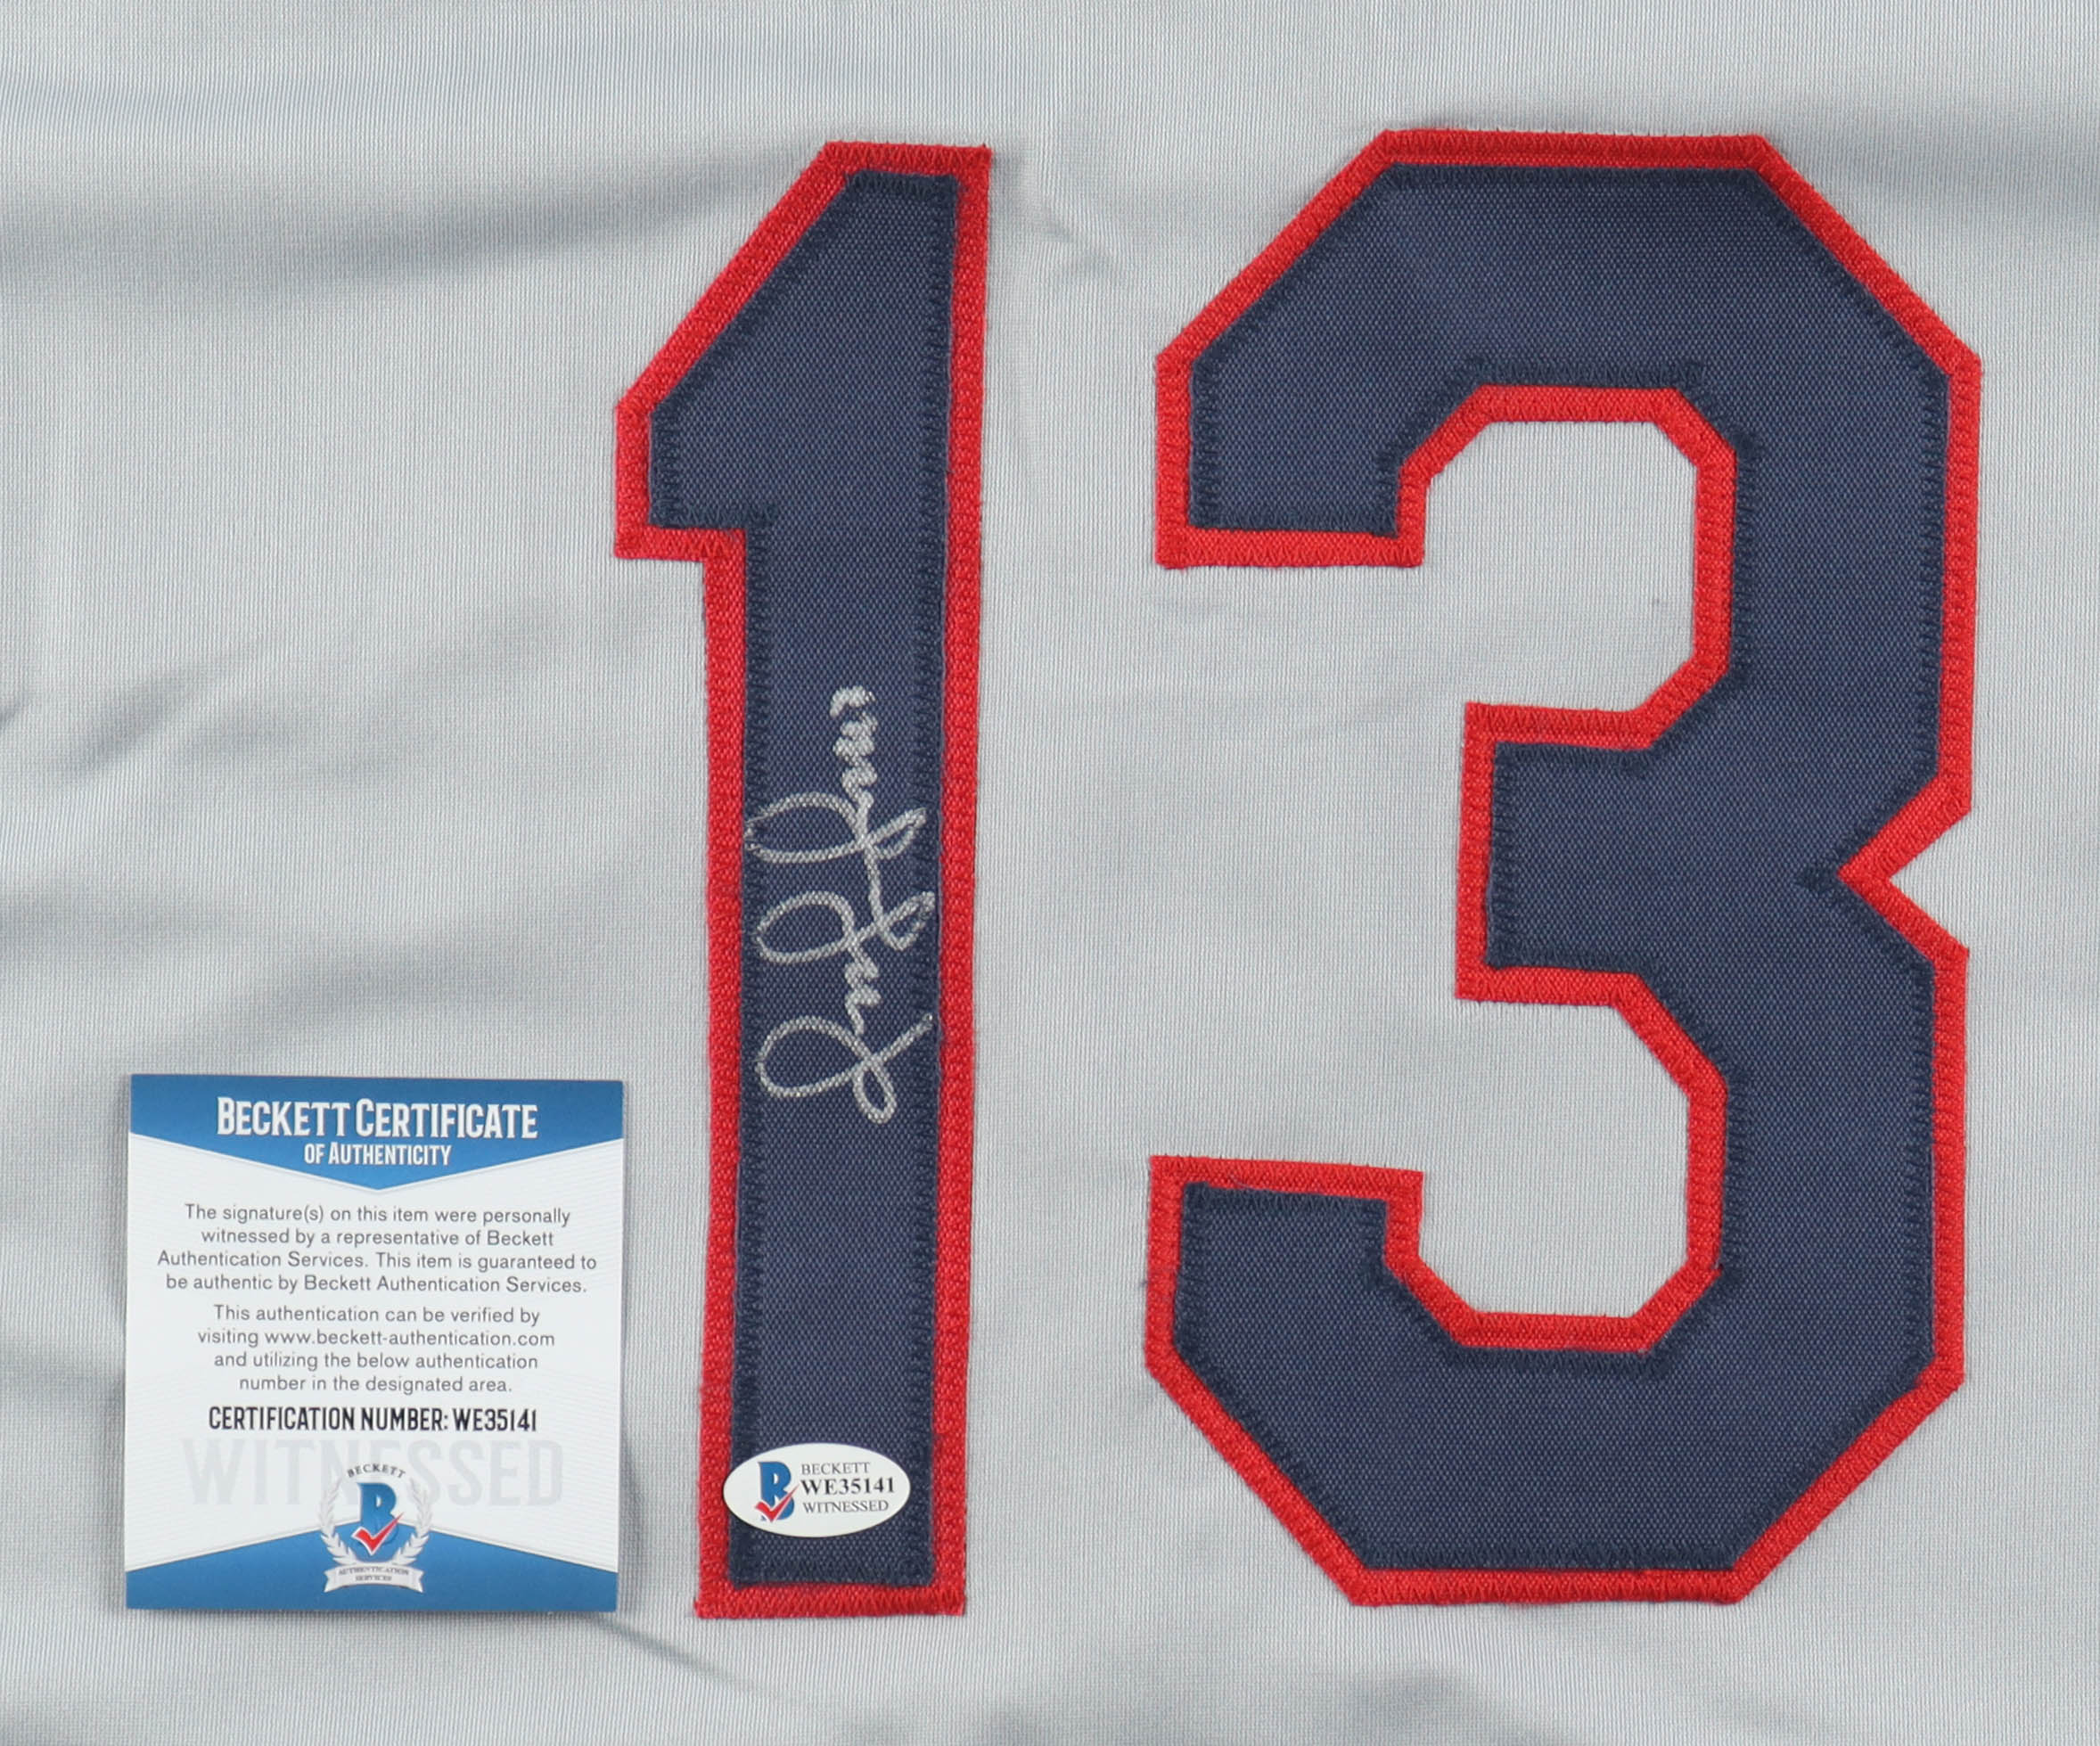 13
BECKETT CERTIFICATE
OF AUTHENTICITY
The signature(s) on this item were personally
witnessed by a representative of Beckett
Authentication Services. This item is guaranteed to
be authentic by Beckett Authentication Services.
This authentication can be verified by
visiting www.beckett-authentication.com
and utilizing the below authentication
number in the designated area.
CERTIFICATION NUMBER: WE35141
WITNESSED
BECKETT
B
AUTHENTICATION
SERVICES
B
BECKETT
WE35141
WITNESSED